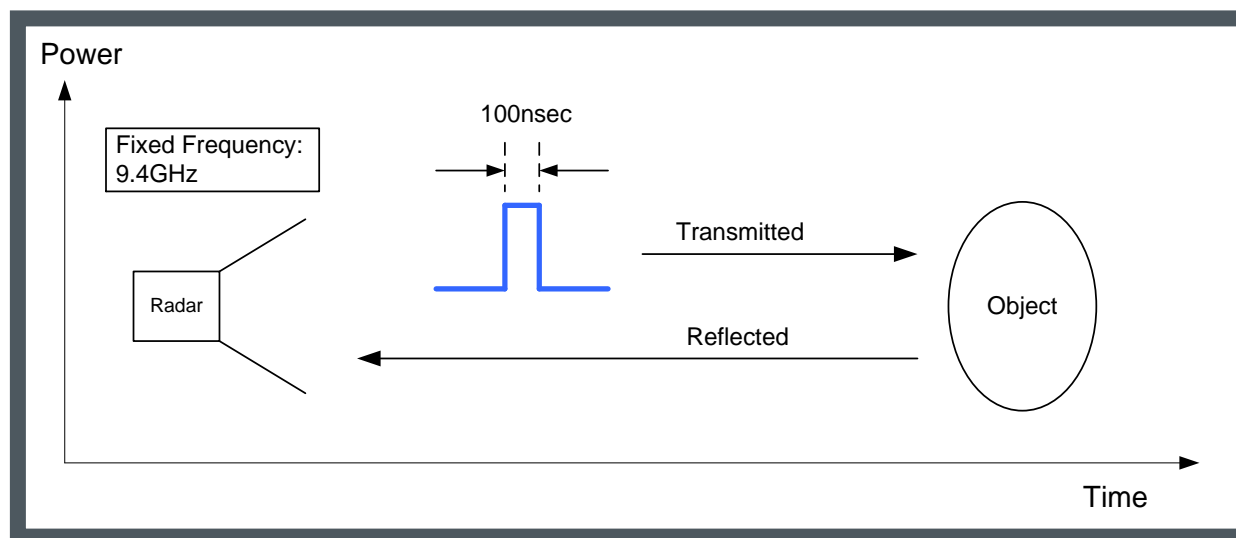 Power
100nsec
Fixed Frequency:
9.4GHz
Transmitted
Radar
Object
Reflected
Time